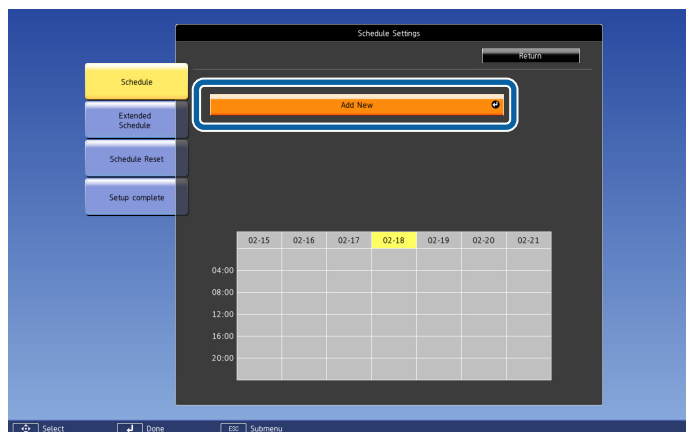 Schedule Settings
Return
Schedule
Add New
Extended
Schedule
Schedule Reset
Setup complete
02-15 02-16 02-17 02-18 02-19 02-20 02-21
04:00
08:00
12:00
16:00
20:00
Select Done ESC Submenu